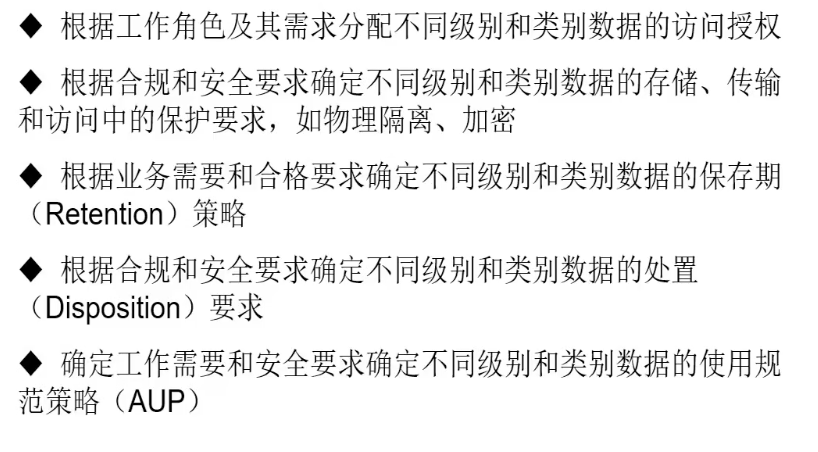 ◆ 根据工作角色及其需求分配不同级别和类别数据的访问授权
◆ 根据合规和安全要求确定不同级别和类别数据的存储、传输
和访问中的保护要求，如物理隔离、加密
◆ 根据业务需要和合格要求确定不同级别和类别数据的保存期
（Retention）策略
◆ 根据合规和安全要求确定不同级别和类别数据的处置
（Disposition）要求
◆ 确定工作需要和安全要求确定不同级别和类别数据的使用规
范策略（AUP）